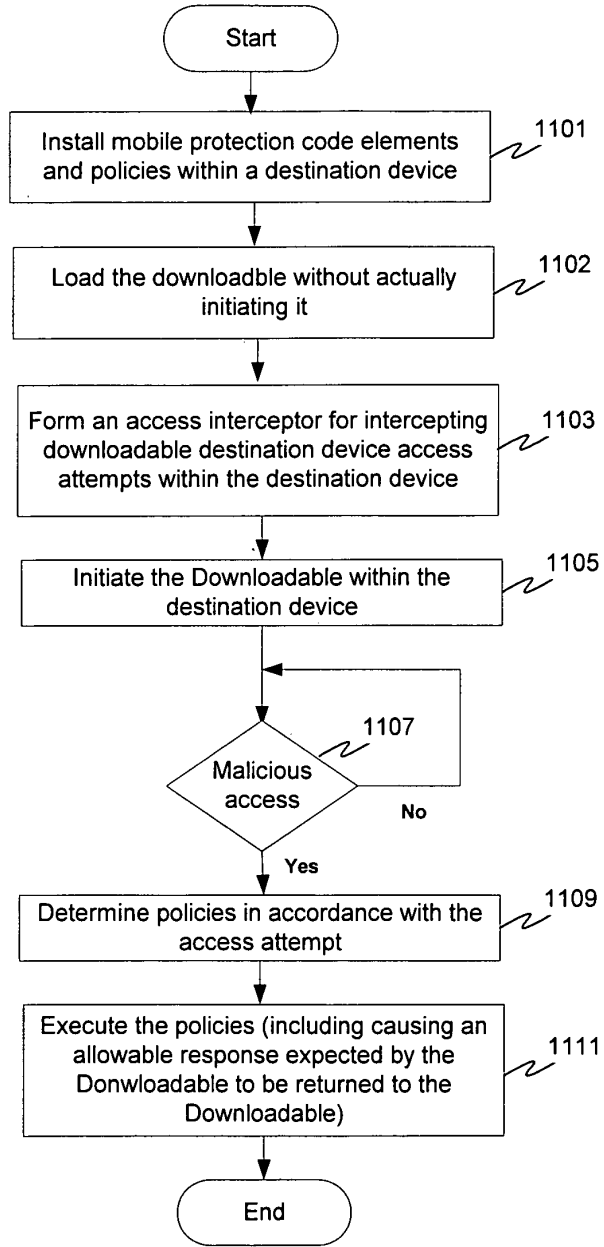 Start
Install mobile protection code elements
and policies within a destination device
1101
Load the downloadble without actually
initiating it
1102
Form an access interceptor for intercepting
downloadable destination device access
attempts within the destination device
1103
Initiate the Downloadable within the
destination device
1105
Malicious
access
1107
No
Yes
Determine policies in accordance with the
access attempt
1109
Execute the policies (including causing an
allowable response expected by the
Donwloadable to be returned to the
Downloadable)
1111
End